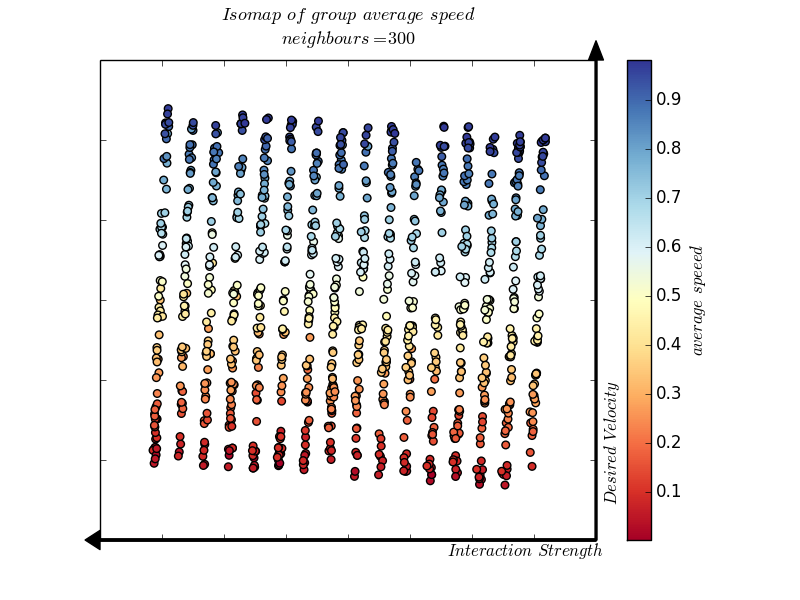 Isomap of group average speed
neighbours=300
0.9
0.8
0.7
0.6
0.5
0.4
0.3
0.2
0.1
average speeed
Desired Velocity
Interaction Strength